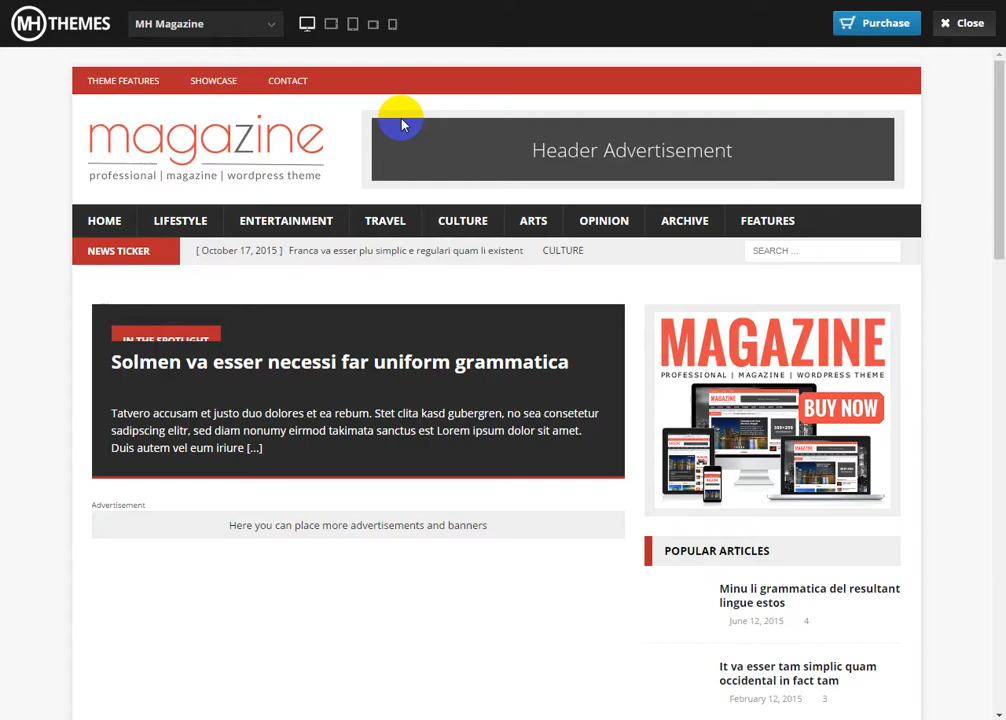 MH THEMES
MH Magazine
Purchase
Close
THEME FEATURES SHOWCASE CONTACT
magazine
professional | magazine | wordpress theme
Header Advertisement
HOME LIFESTYLE ENTERTAINMENT TRAVEL CULTURE ARTS OPINION ARCHIVE FEATURES
NEWS TICKER [ October 17, 2015 ] Franca va esser plu simplic e regulari quam li existent CULTURE SEARCH ...
IN THE SPOTLIGHT
Solmen va esser necessi far uniform grammatica
Tatvero accusam et justo duo dolores et ea rebum. Stet clita kasd gubergren, no sea consetetur
sadipscing elitr, sed diam nonumy eirmod takimata sanctus est Lorem ipsum dolor sit amet.
Duis autem vel eum iriure [...]
Advertisement
Here you can place more advertisements and banners
MAGAZINE
PROFESSIONAL | MAGAZINE | WORDPRESS THEME
BUY NOW
POPULAR ARTICLES
Minu li grammatica del resultant
lingue estos
June 12, 2015 4
It va esser tam simplic quam
occidental in fact tam
February 12, 2015 3